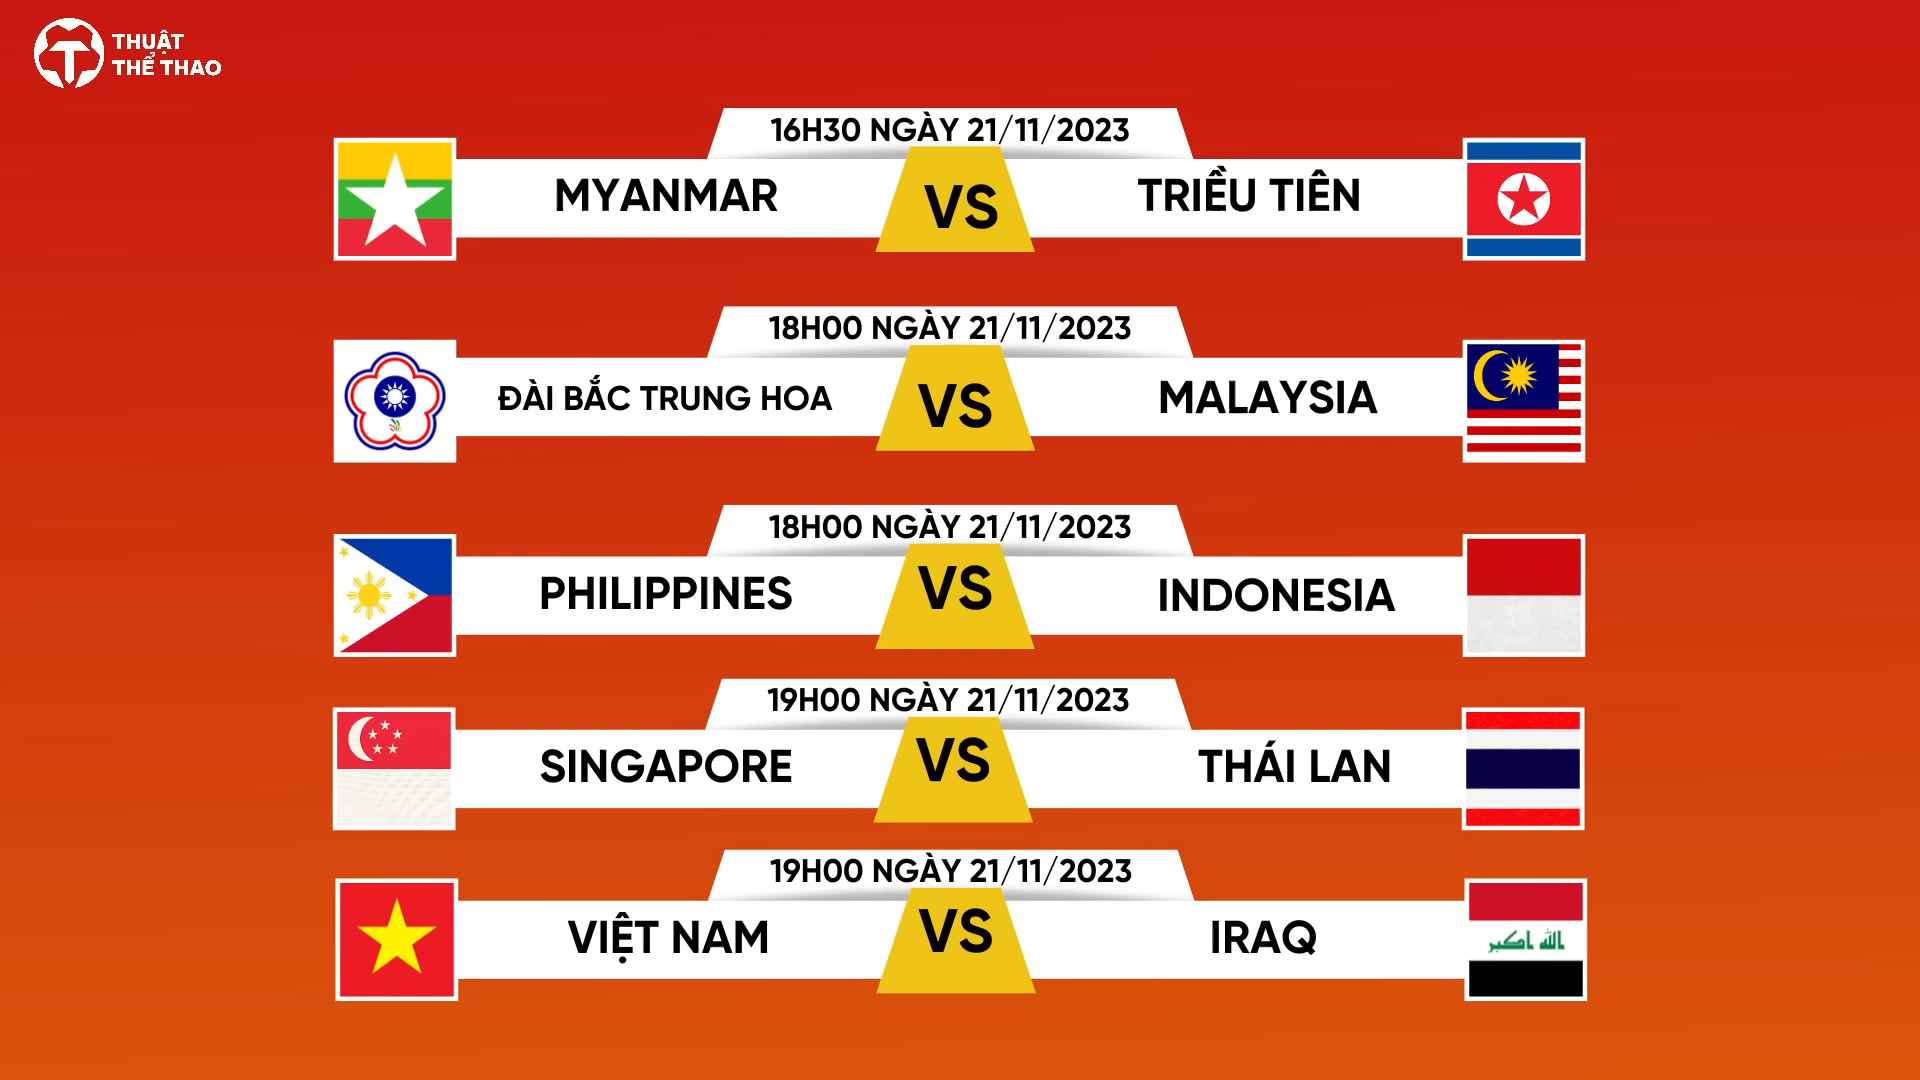 THUẬT
THỂ THAO
16H30 NGÀY 21/11/2023
MYANMAR VS TRIỀU TIÊN
18H00 NGÀY 21/11/2023
ĐÀI BẮC TRUNG HOA VS MALAYSIA
18H00 NGÀY 21/11/2023
PHILIPPINES VS INDONESIA
19H00 NGÀY 21/11/2023
SINGAPORE VS THÁI LAN
19H00 NGÀY 21/11/2023
VIỆT NAM VS IRAQ
الله اكبر